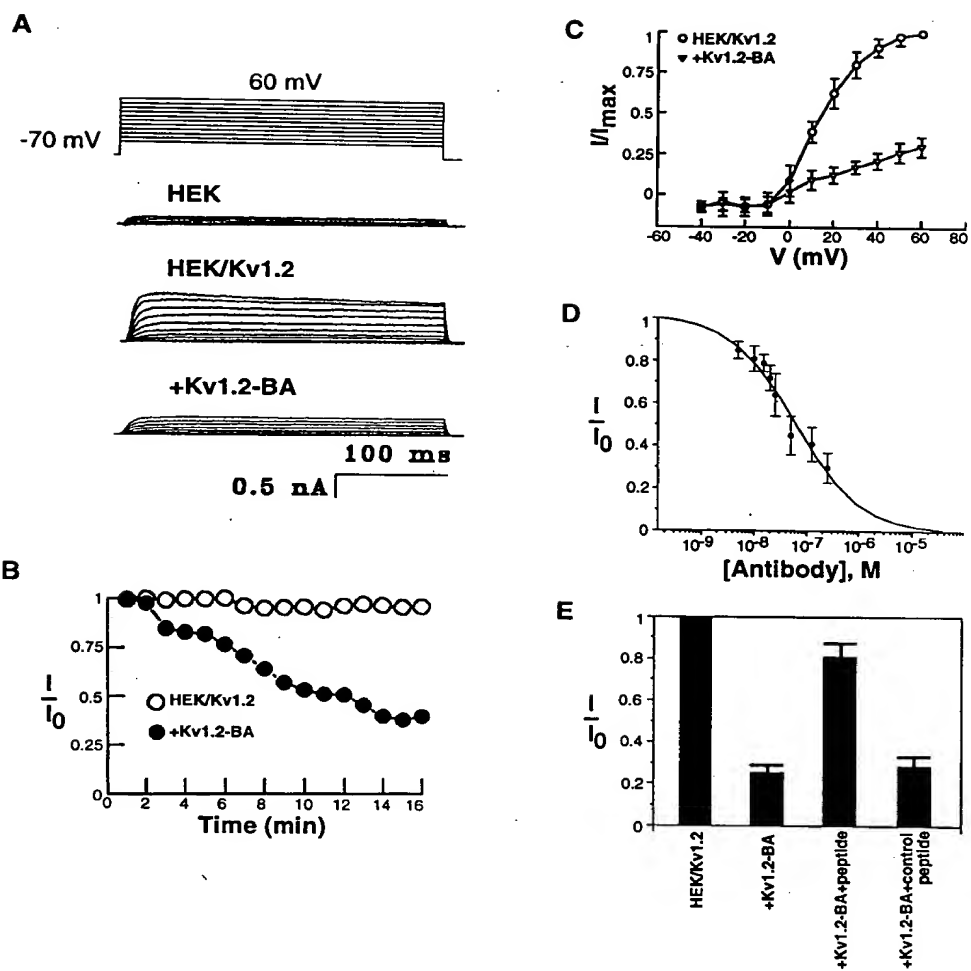 A
60 mV
-70 mV
HEK
HEK/Kv1.2
+Kv1.2-BA
100 ms
0.5 nA
B
1
0.75
0.5
0.25
0
I
I0
HEK/Kv1.2
+Kv1.2-BA
0 2 4 6 8 10 12 14 16
Time (min)
C
HEK/Kv1.2
+Kv1.2-BA
1
0.75
0.25
0
I/Imax
-60 -40 -20 0 20 40 60 80
V (mV)
D
1
0.8
0.6
0.4
0.2
0
I
I0
10-9 10-8 10-7 10-6 10-5
[Antibody], M
E
1
0.8
0.6
0.4
0.2
0
I
I0
HEK/Kv1.2
+Kv1.2-BA
+Kv1.2-BA+peptide
+Kv1.2-BA+control
peptide